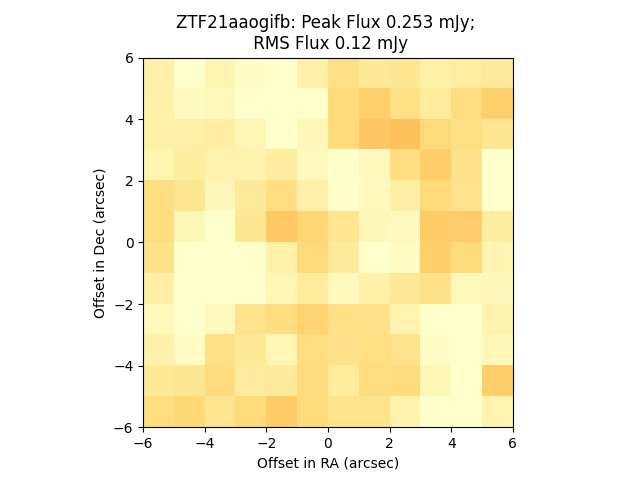 ZTF21aaogifb: Peak Flux 0.253 mJy;
RMS Flux 0.12 mJy
6
4
2
0
−2
−4
−6
Offset in Dec (arcsec)
−6 −4 −2 0 2 4 6
Offset in RA (arcsec)